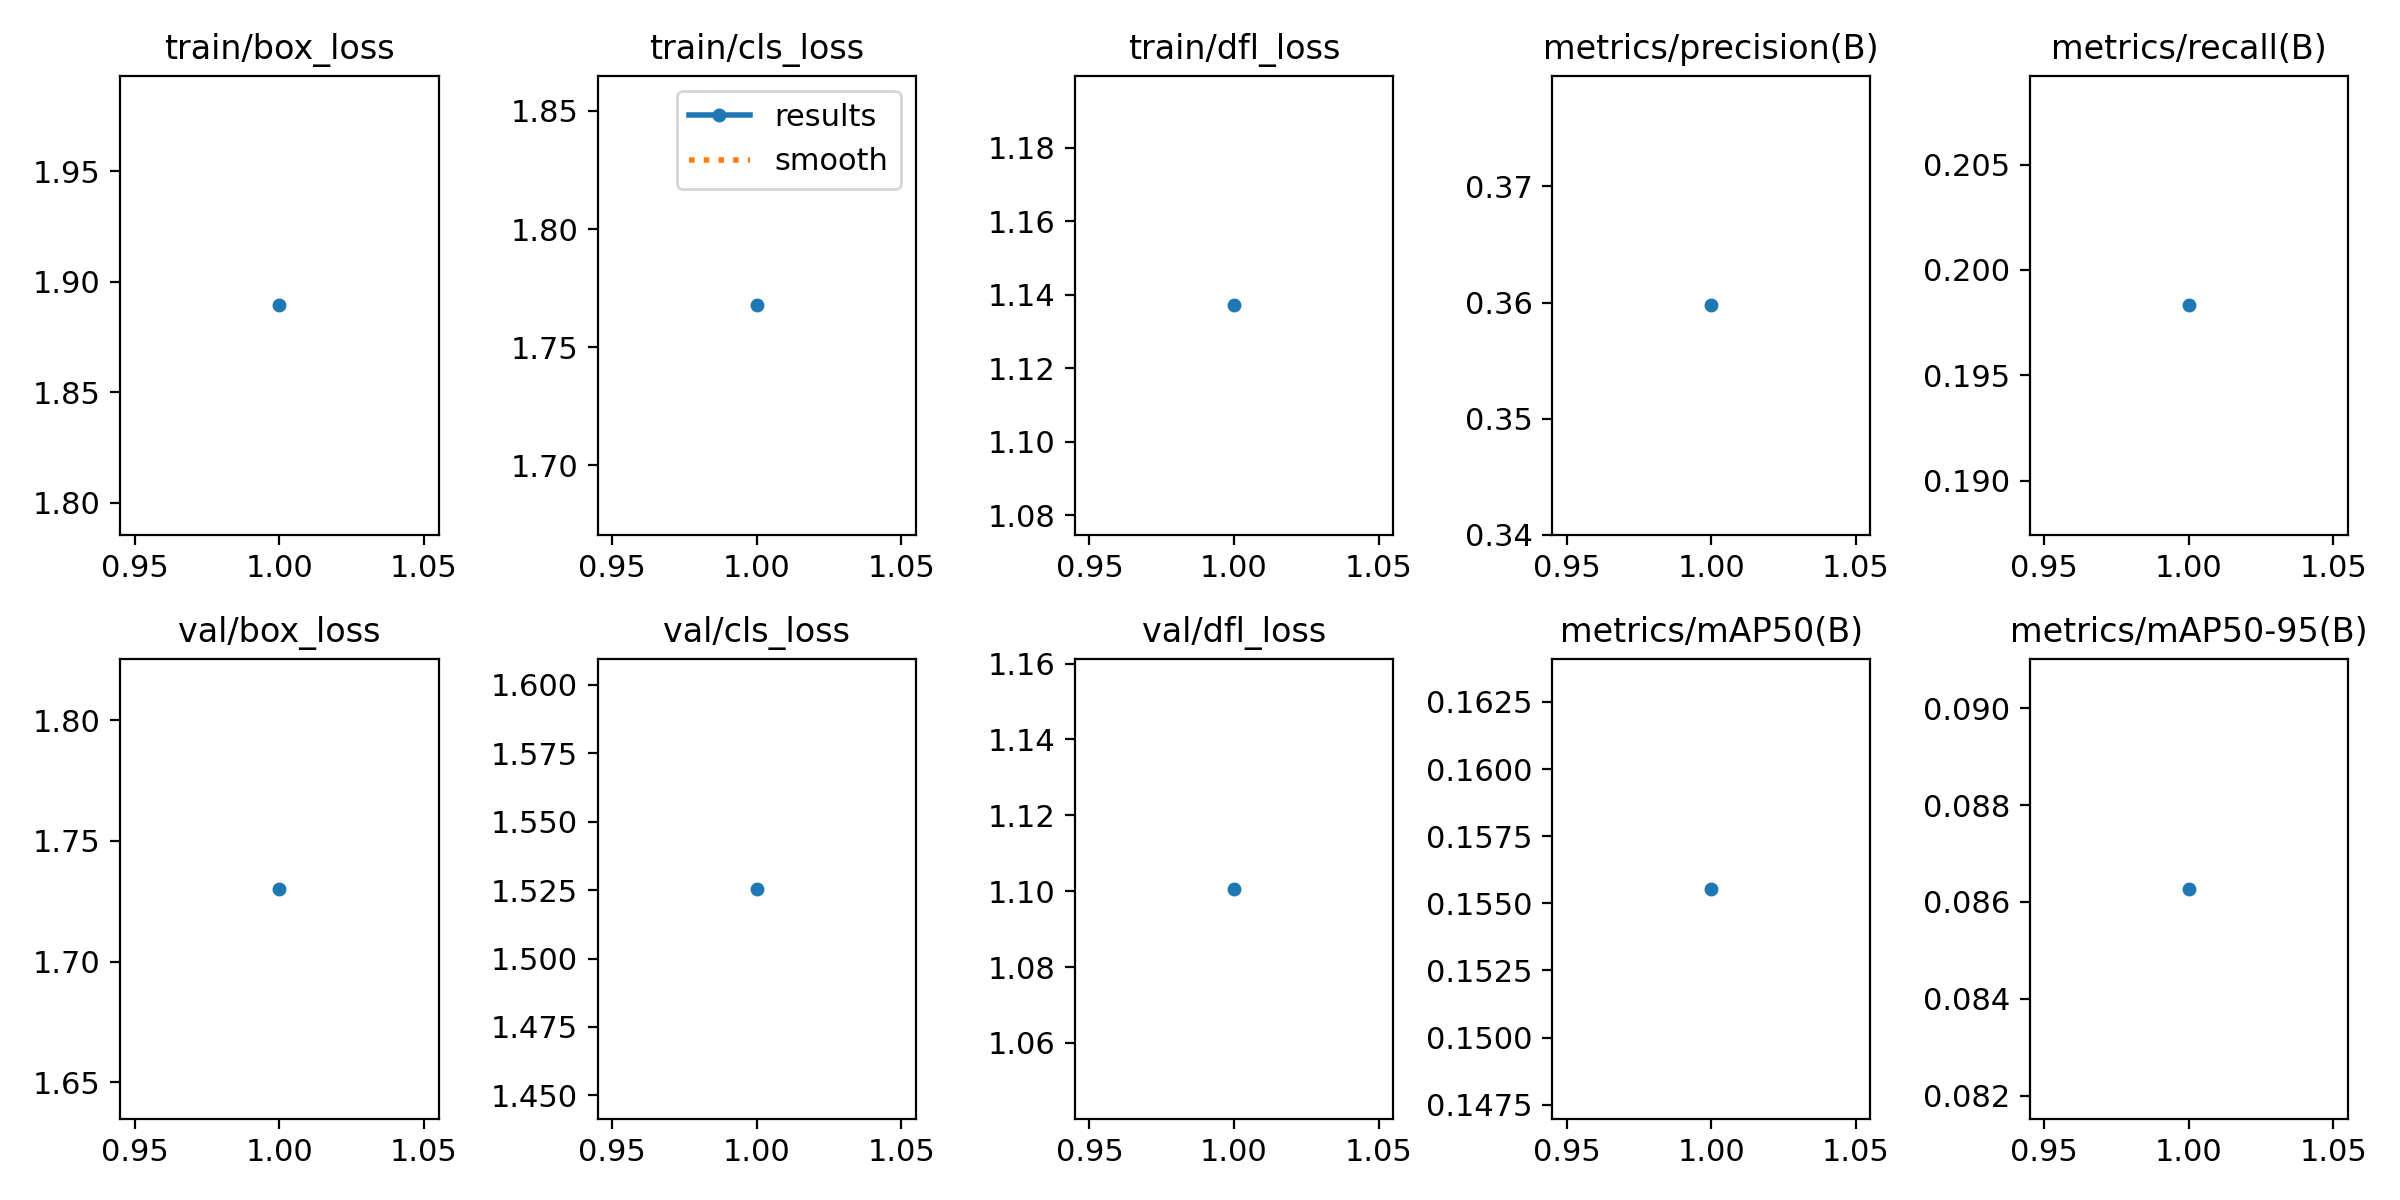 train/box_loss
1.95
1.90
1.85
1.80
0.95 1.00 1.05
train/cls_loss
results
smooth
1.85
1.80
1.75
1.70
0.95 1.00 1.05
train/dfl_loss
1.18
1.16
1.14
1.12
1.10
1.08
0.95 1.00 1.05
metrics/precision(B)
0.37
0.36
0.35
0.34
0.95 1.00 1.05
metrics/recall(B)
0.205
0.200
0.195
0.190
0.95 1.00 1.05
val/box_loss
1.80
1.75
1.70
1.65
0.95 1.00 1.05
val/cls_loss
1.600
1.575
1.550
1.525
1.500
1.475
1.450
0.95 1.00 1.05
val/dfl_loss
1.16
1.14
1.12
1.10
1.08
1.06
0.95 1.00 1.05
metrics/mAP50(B)
0.1625
0.1600
0.1575
0.1550
0.1525
0.1500
0.1475
0.95 1.00 1.05
metrics/mAP50-95(B)
0.090
0.088
0.086
0.084
0.082
0.95 1.00 1.05